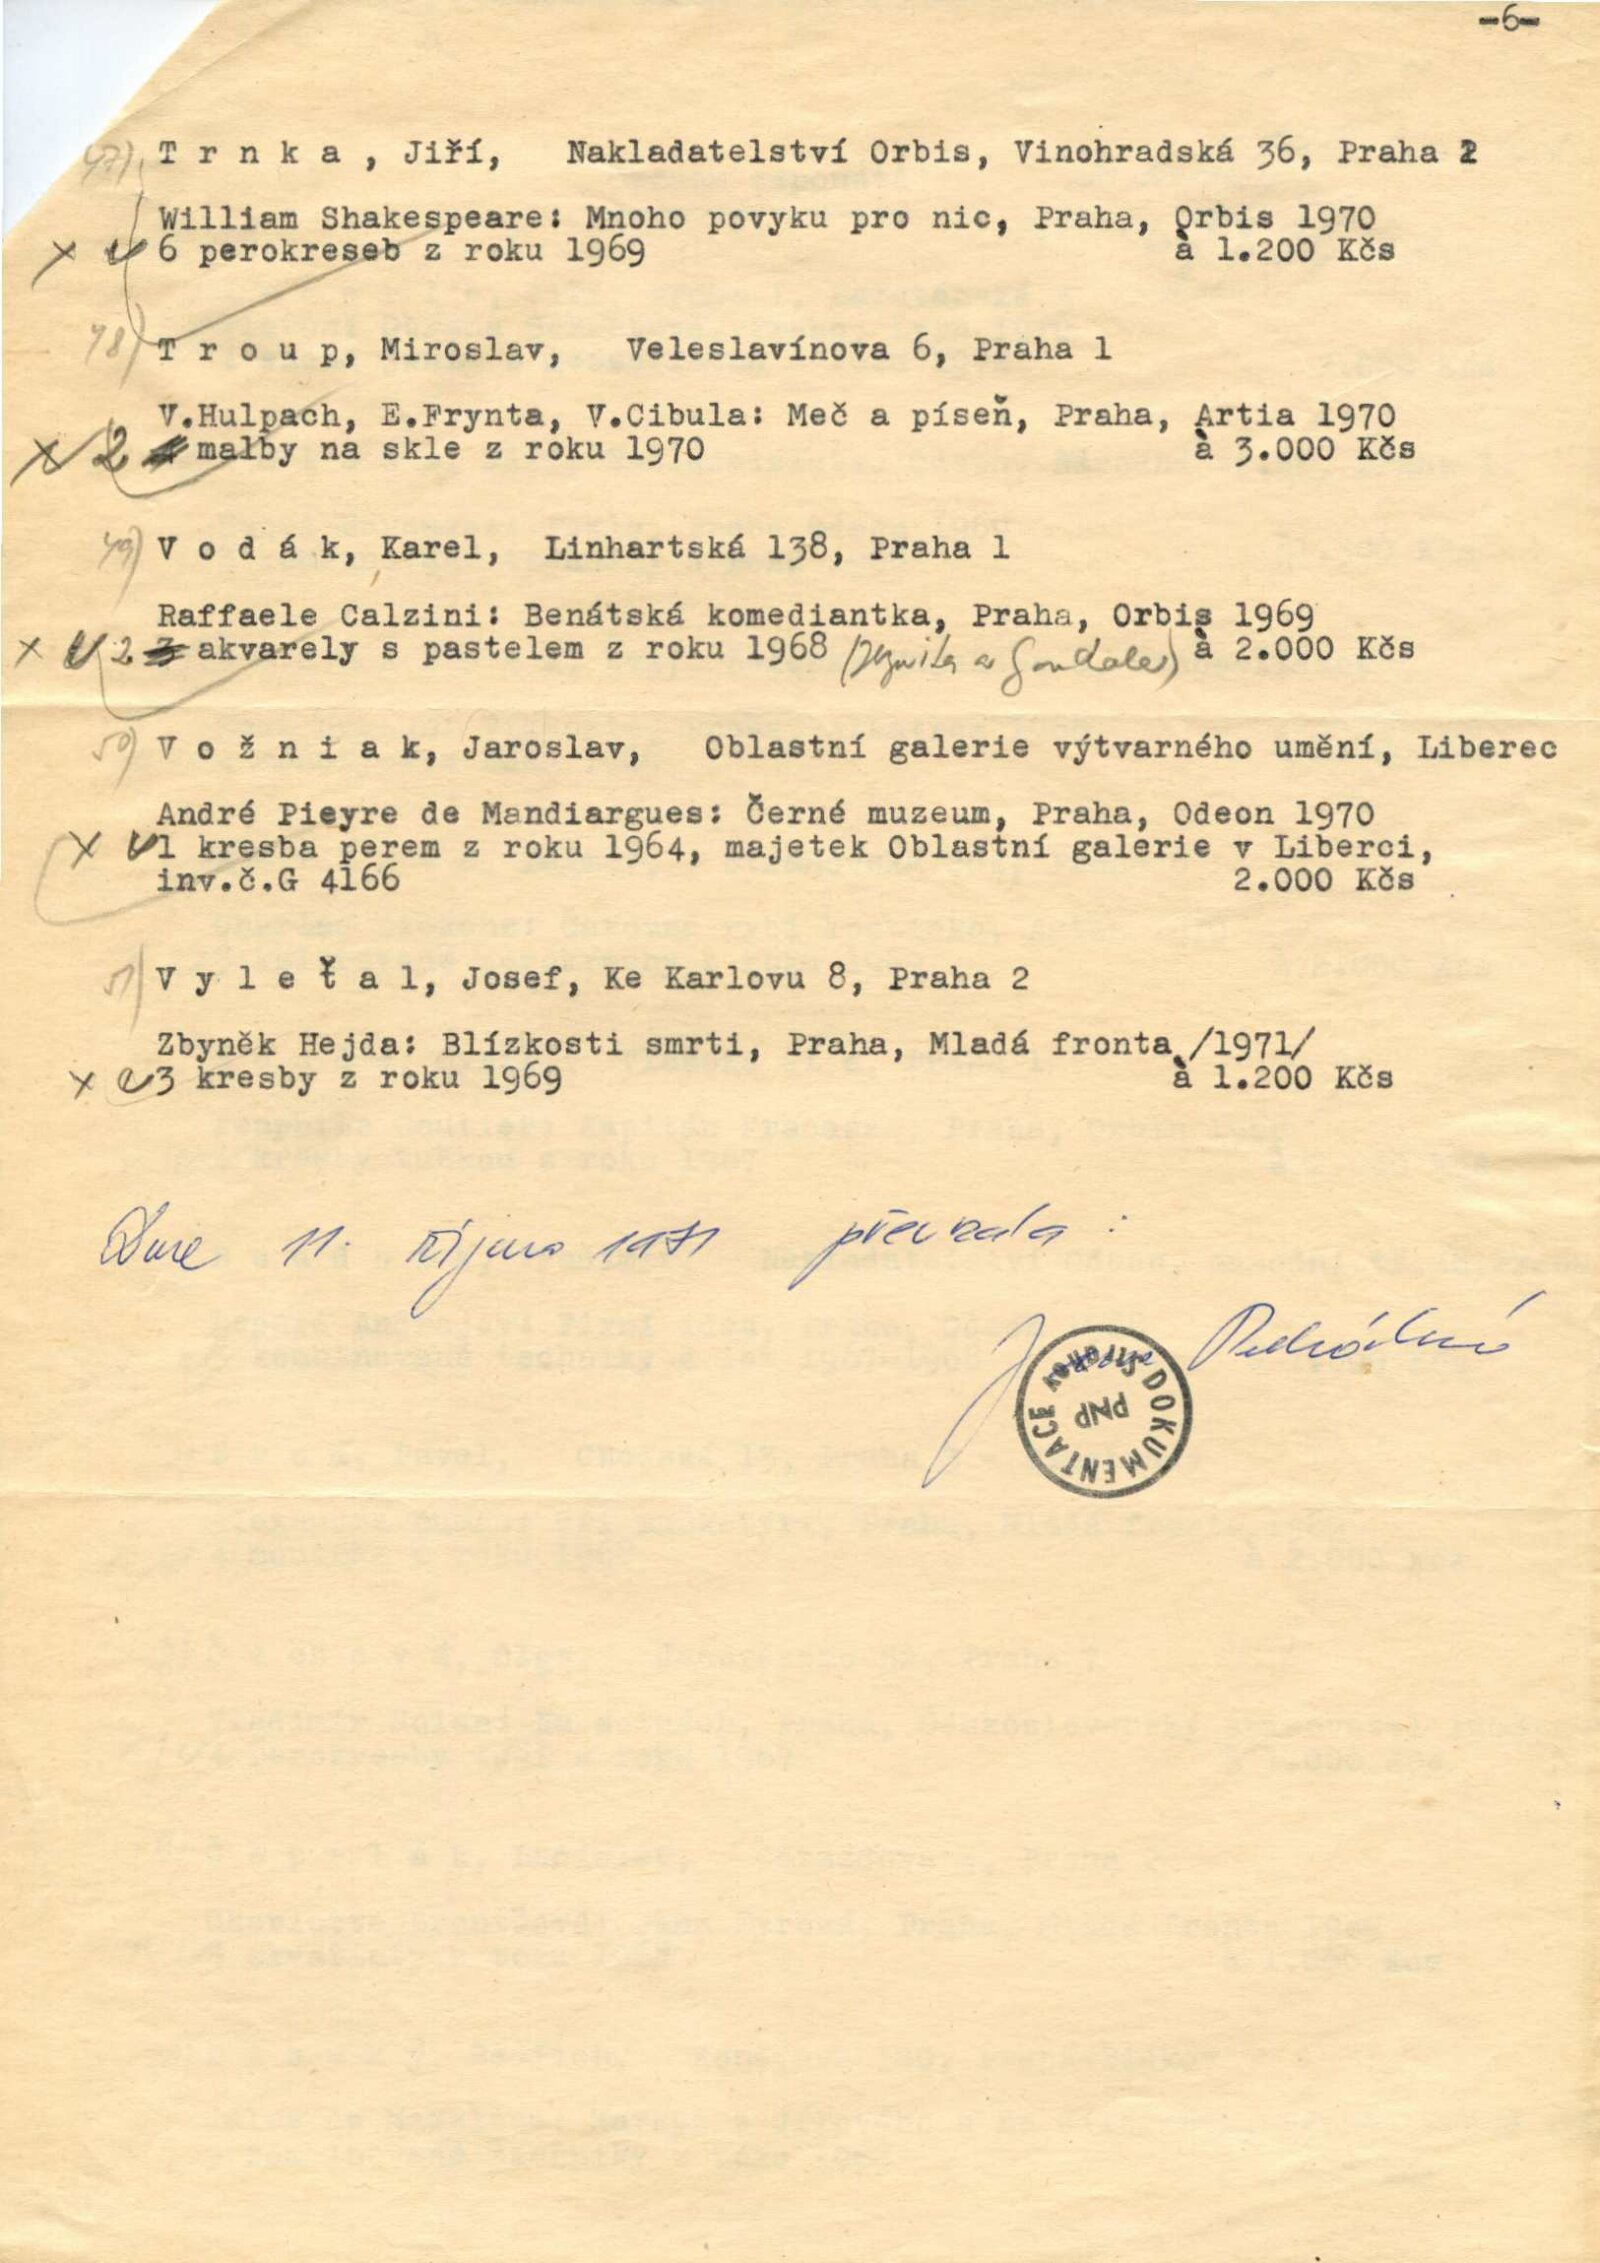 -6-
47) T r n k a , Jiří, Nakladatelství Orbis, Vinohradská 36, Praha 2
William Shakespeare: Mnoho povyku pro nic, Praha, Orbis 1970
x 6 perokreseb z roku 1969 à 1.200 Kčs
48) T r o u p, Miroslav, Veleslavínova 6, Praha 1
V.Hulpach, E.Frynta, V.Cibula: Meč a píseň, Praha, Artia 1970
x 2 malby na skle z roku 1970 à 3.000 Kčs
49) V o d á k, Karel, Linhartská 138, Praha 1
Raffaele Calzini: Benátská komediantka, Praha, Orbis 1969
x 2 3 akvarely s pastelem z roku 1968 à 2.000 Kčs
50) V o ž n i a k, Jaroslav, Oblastní galerie výtvarného umění, Liberec
André Pieyre de Mandiargues: Černé muzeum, Praha, Odeon 1970
x 1 kresba perem z roku 1964, majetek Oblastní galerie v Liberci,
inv.č.G 4166 2.000 Kčs
51) V y l e ť a l, Josef, Ke Karlovu 8, Praha 2
Zbyněk Hejda: Blízkosti smrti, Praha, Mladá fronta /1971/
x 3 kresby z roku 1969 à 1.200 Kčs
Dne 11. října 1971 převzala:
DOKUMENTACE
PNP